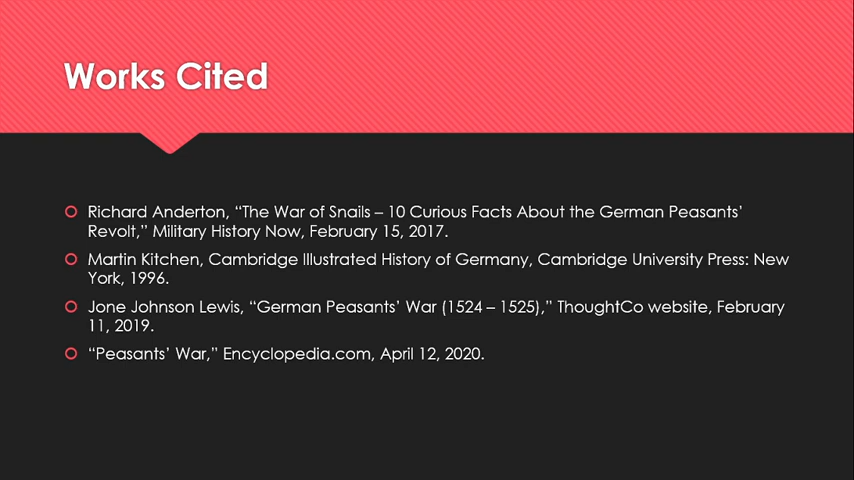 Works Cited
Richard Anderton, “The War of Snails – 10 Curious Facts About the German Peasants’
Revolt,” Military History Now, February 15, 2017.
Martin Kitchen, Cambridge Illustrated History of Germany, Cambridge University Press: New
York, 1996.
Jone Johnson Lewis, “German Peasants’ War (1524 – 1525),” ThoughtCo website, February
11, 2019.
“Peasants’ War,” Encyclopedia.com, April 12, 2020.